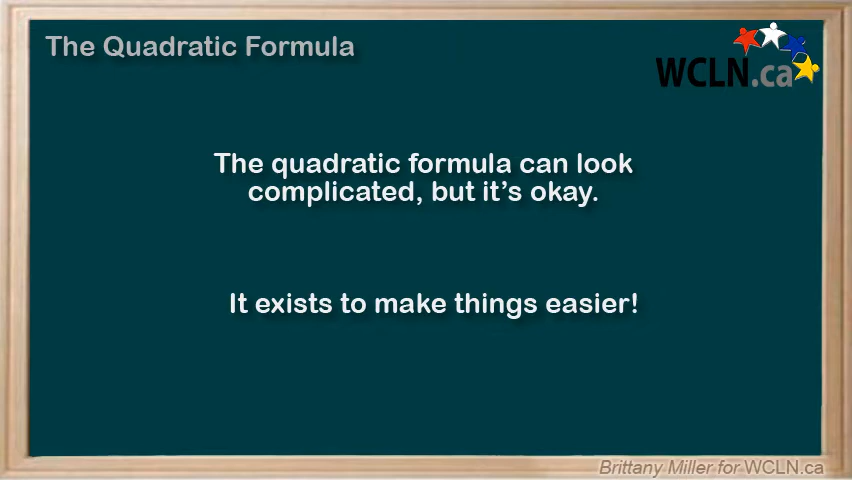 The Quadratic Formula
WCLN.ca
The quadratic formula can look
complicated, but it's okay.
It exists to make things easier!
Brittany Miller for WCLN.ca